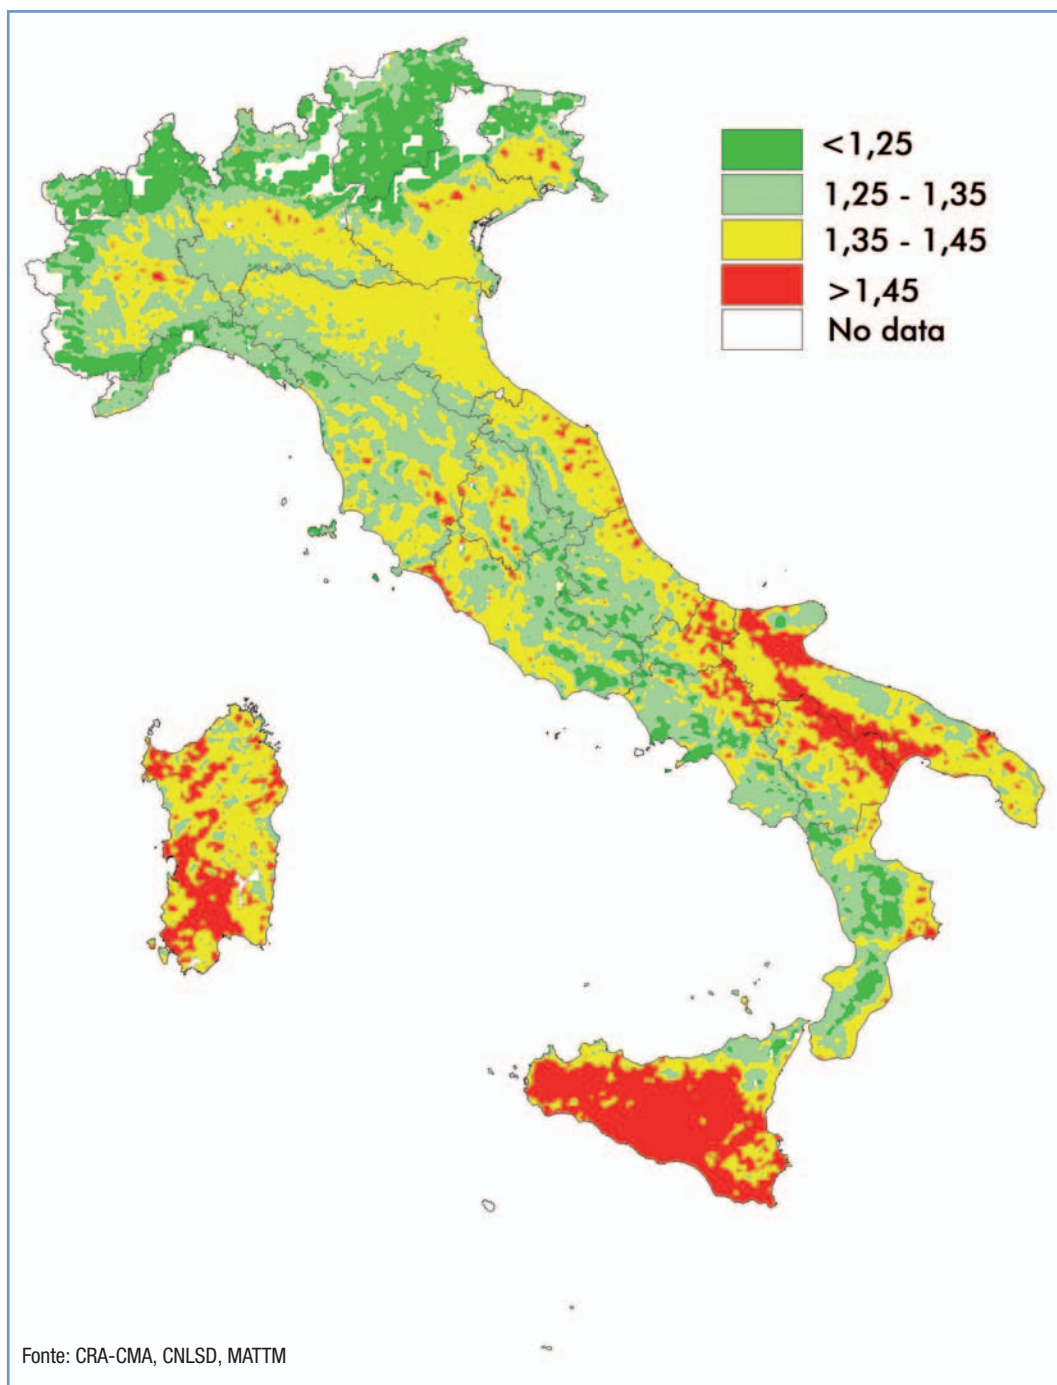 <1,25
1,25 - 1,35
1,35 - 1,45
>1,45
No data
Fonte: CRA-CMA, CNLSD, MATTM